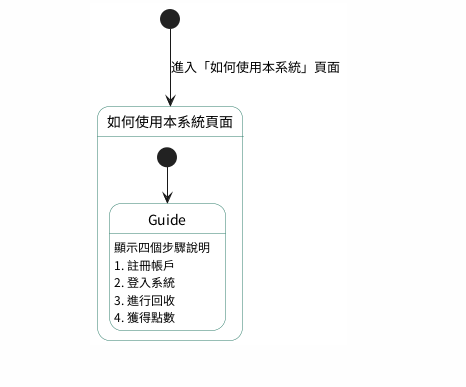 進入「如何使用本系統」頁面
如何使用本系統頁面
Guide
顯示四個步驟說明
1. 註冊帳戶
2. 登入系統
3. 進行回收
4. 獲得點數